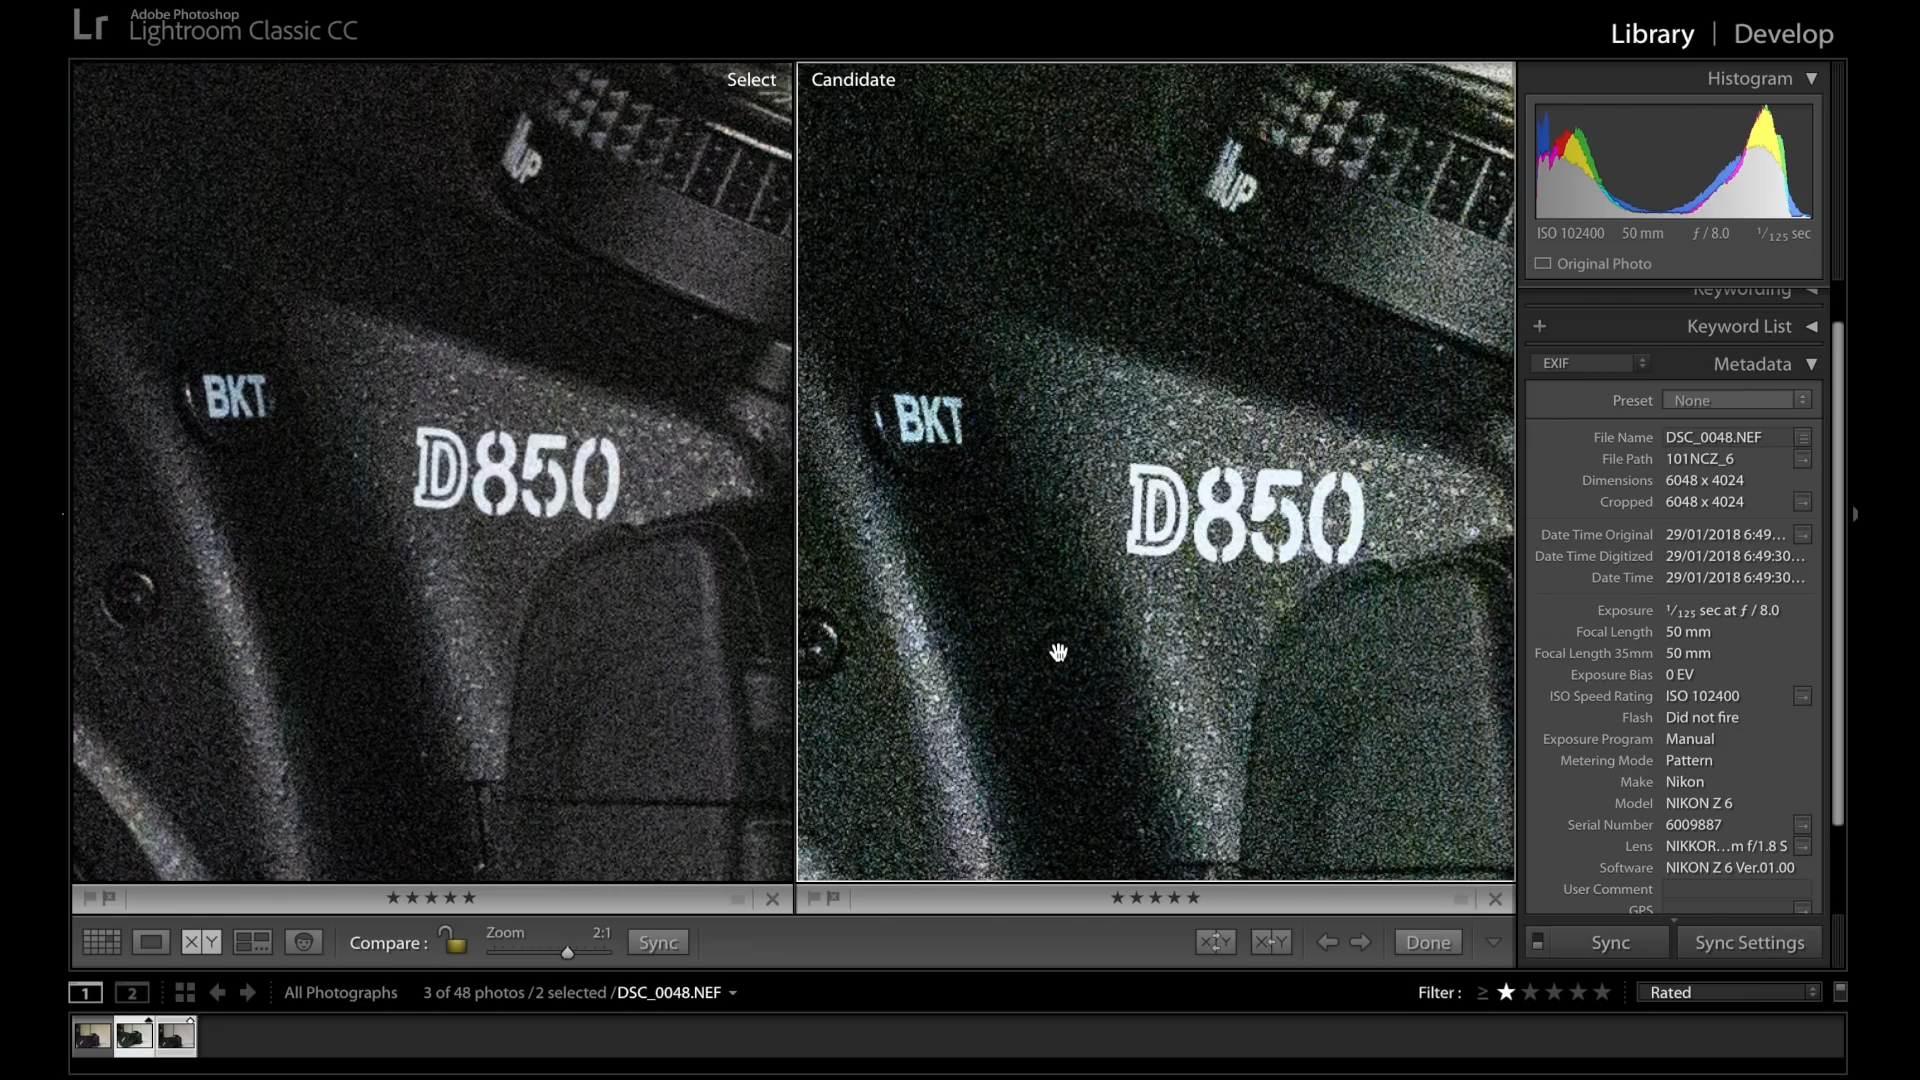 Lr Adobe Photoshop
Lightroom Classic CC
Library | Develop
Select
Candidate
Histogram
ISO 102400 50 mm ƒ / 8.0 1/125 sec
Original Photo
Keywording
+ Keyword List
EXIF Metadata
Preset None
File Name DSC_0048.NEF
File Path 101NCZ_6
Dimensions 6048 x 4024
Cropped 6048 x 4024
Date Time Original 29/01/2018 6:49...
Date Time Digitized 29/01/2018 6:49:30...
Date Time 29/01/2018 6:49:30...
Exposure 1/125 sec at ƒ / 8.0
Focal Length 50 mm
Focal Length 35mm 50 mm
Exposure Bias 0 EV
ISO Speed Rating ISO 102400
Flash Did not fire
Exposure Program Manual
Metering Mode Pattern
Make Nikon
Model NIKON Z 6
Serial Number 6009887
Lens NIKKOR...m f/1.8 S
Software NIKON Z 6 Ver.01.00
User Comment
GPS
UP
BKT
D850
UP
BKT
D850
XY Compare : Zoom 2:1 Sync
Done
Sync Sync Settings
1 2 All Photographs 3 of 48 photos / 2 selected / DSC_0048.NEF
Filter : ≥ ★★★★★ Rated